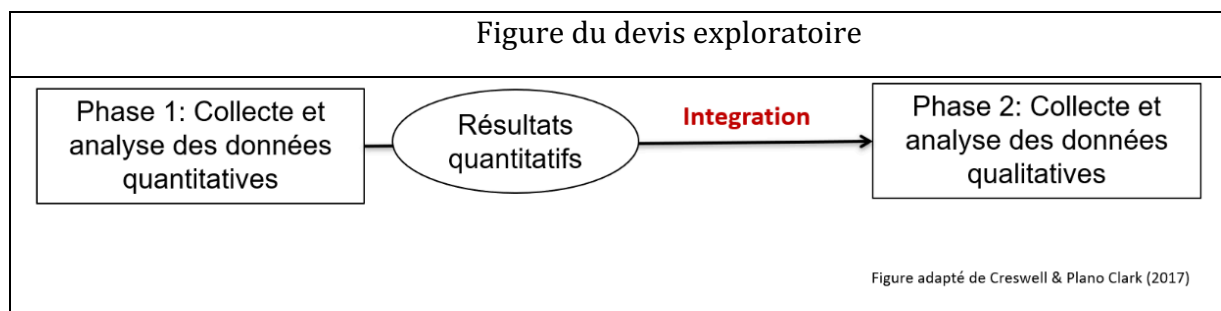 Figure du devis exploratoire
Phase 1: Collecte et
analyse des données
quantitatives
Résultats
quantitatifs
Integration
Phase 2: Collecte et
analyse des données
qualitatives
Figure adapté de Creswell & Plano Clark (2017)